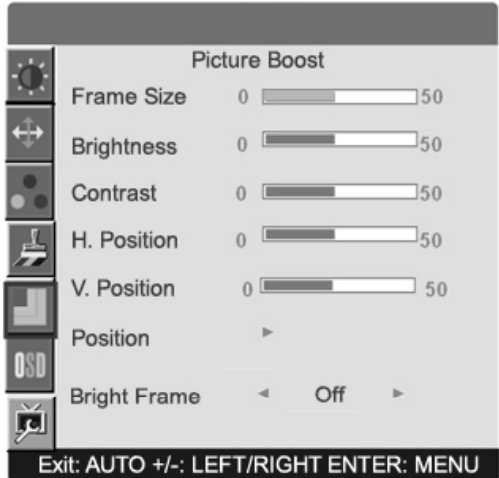 Picture Boost
Frame Size 0 50
Brightness 0 50
Contrast 0 50
H. Position 0 50
V. Position 0 50
Position
OSD
Bright Frame Off
Exit: AUTO +/-: LEFT/RIGHT ENTER: MENU